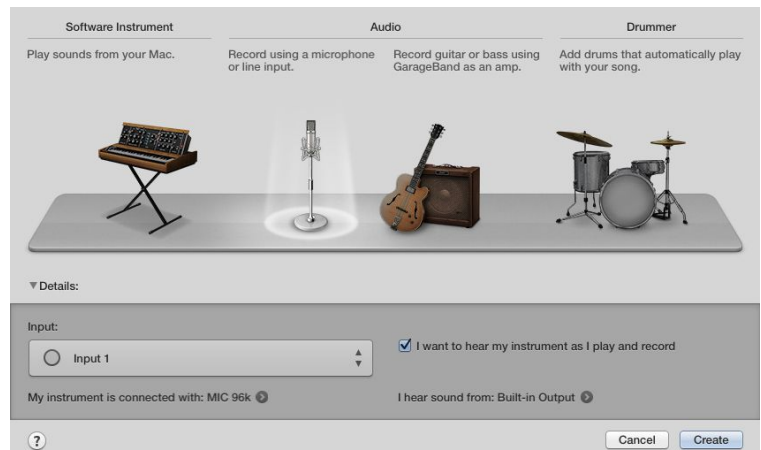 Software Instrument
Audio
Drummer
Play sounds from your Mac.
Record using a microphone
or line input.
Record guitar or bass using
GarageBand as an amp.
Add drums that automatically play
with your song.
Details:
Input:
Input 1
I want to hear my instrument as I play and record
My instrument is connected with: MIC 96k
I hear sound from: Built-in Output
?
Cancel
Create